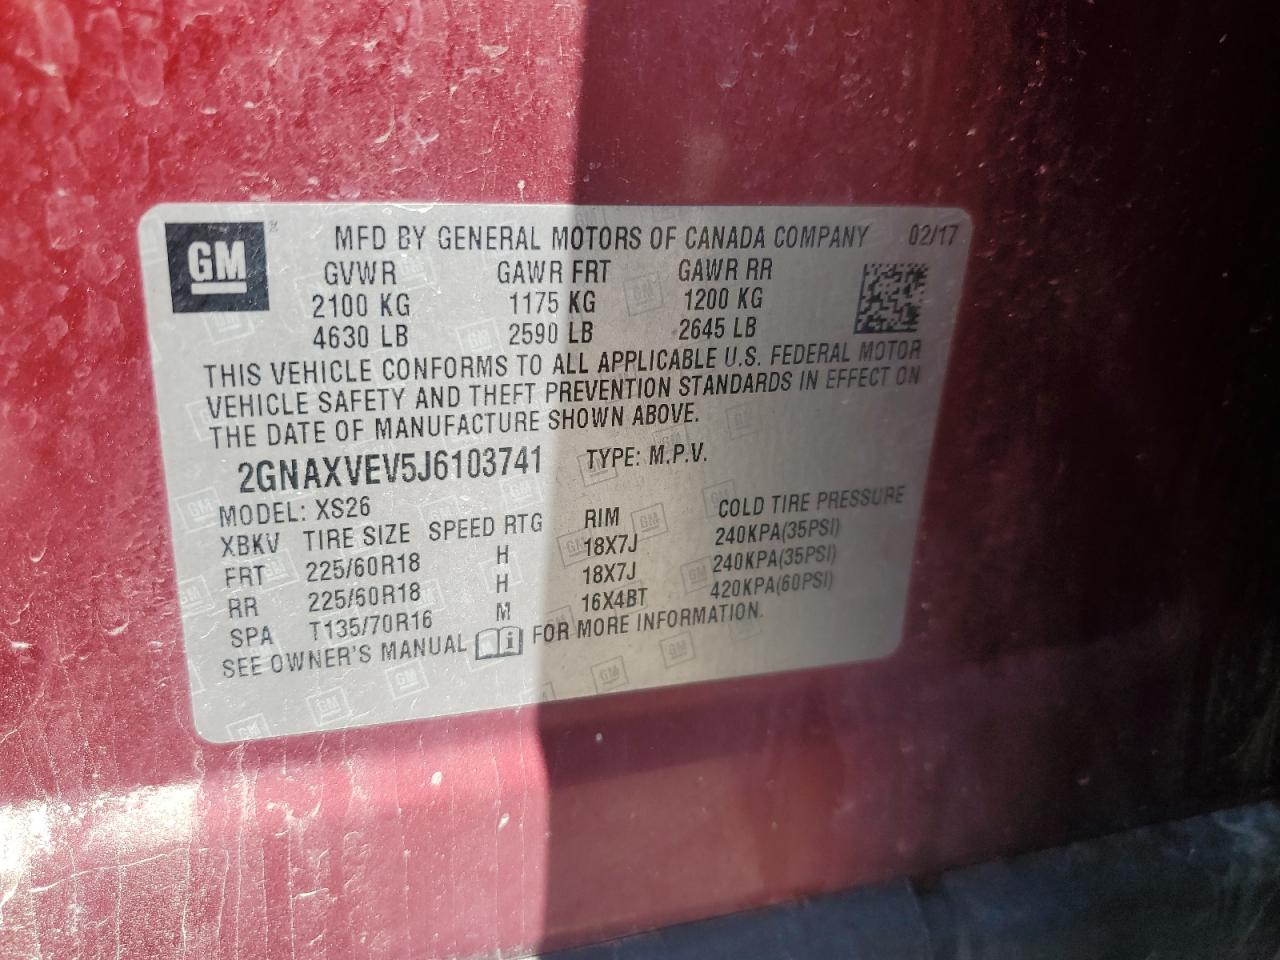 GM MFD BY GENERAL MOTORS OF CANADA COMPANY 02/17
GVWR GAWR FRT GAWR RR
2100 KG 1175 KG 1200 KG
4630 LB 2590 LB 2645 LB
THIS VEHICLE CONFORMS TO ALL APPLICABLE U.S. FEDERAL MOTOR
VEHICLE SAFETY AND THEFT PREVENTION STANDARDS IN EFFECT ON
THE DATE OF MANUFACTURE SHOWN ABOVE.
2GNAXVEV5J6103741 TYPE: M.P.V.
MODEL: XS26
XBKV TIRE SIZE SPEED RTG RIM COLD TIRE PRESSURE
FRT 225/60R18 H 18X7J 240KPA(35PSI)
RR 225/60R18 H 18X7J 240KPA(35PSI)
SPA T135/70R16 M 16X4BT 420KPA(60PSI)
SEE OWNER'S MANUAL FOR MORE INFORMATION.